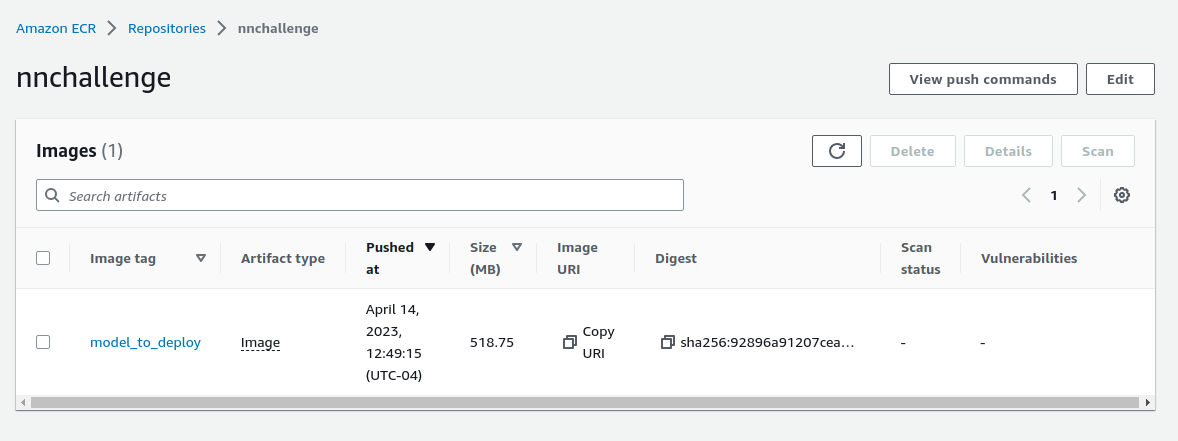 Amazon ECR > Repositories > nnchallenge
nnchallenge
View push commands
Edit
Images (1)
Delete
Details
Scan
Search artifacts
1
Image tag
Artifact type
Pushed
at
Size
(MB)
Image
URI
Digest
Scan
status
Vulnerabilities
model_to_deploy
Image
April 14,
2023,
12:49:15
(UTC-04)
518.75
Copy
URI
sha256:92896a91207cea...
-
-